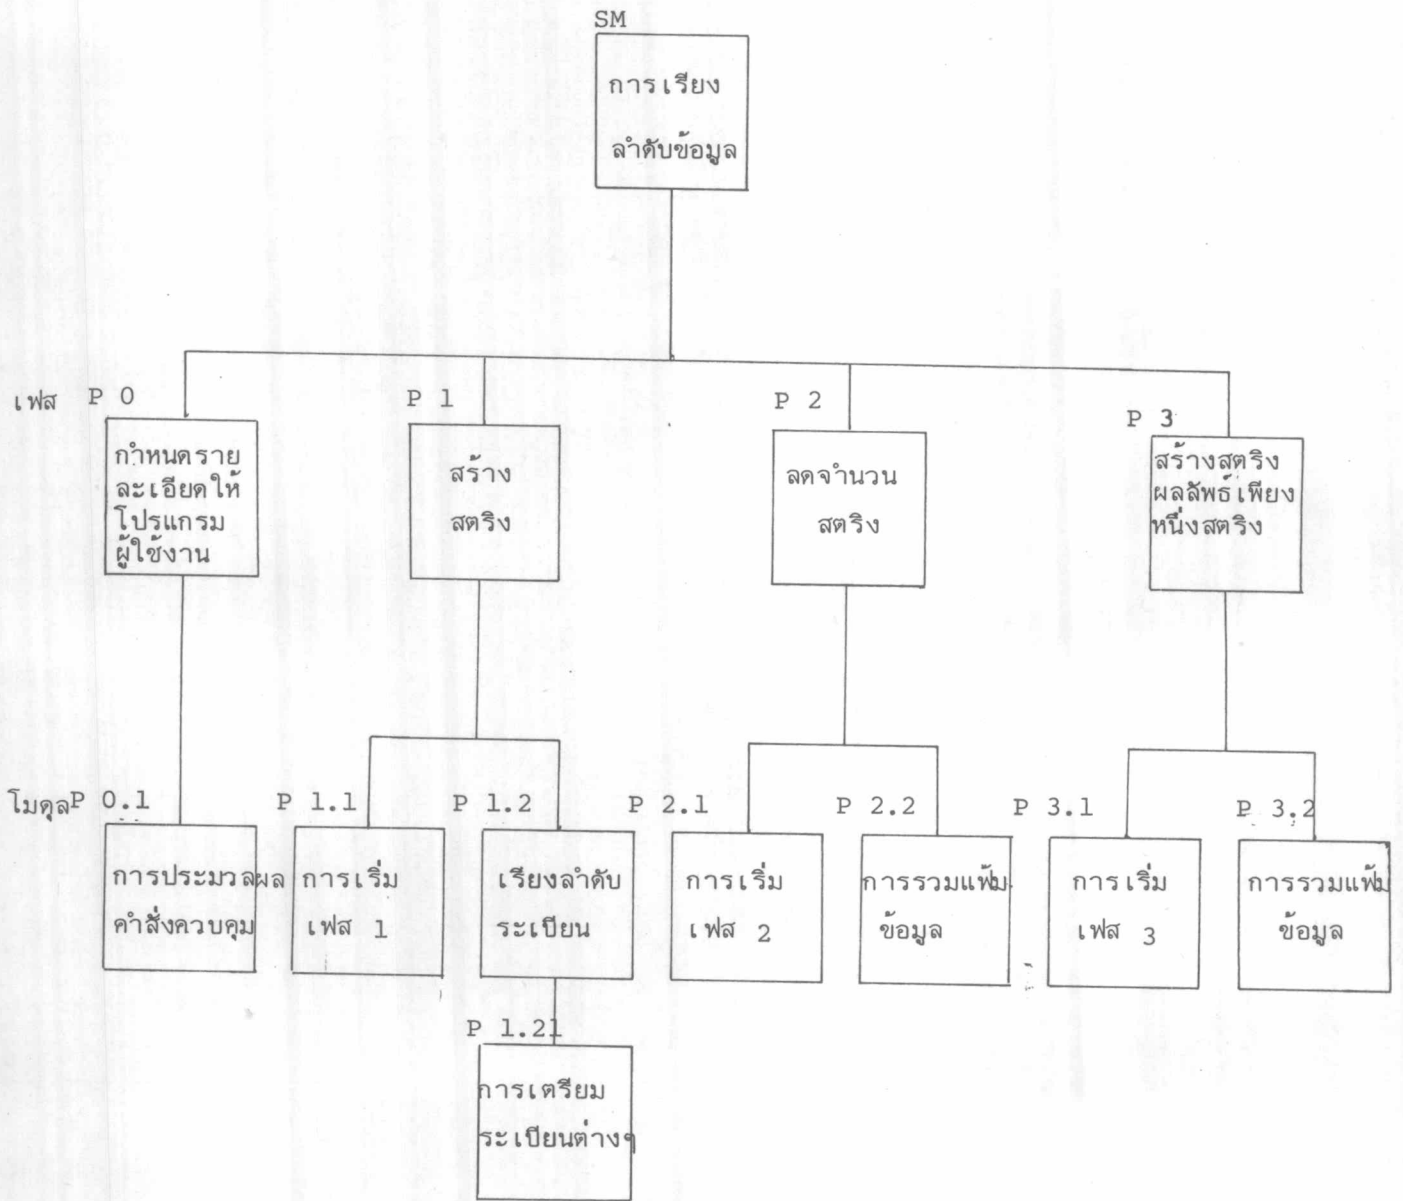 SM
การเรียง
ลำดับข้อมูล
เฟส P 0
P 1
P 2
P 3
กำหนดราย
ละเอียดให้
โปรแกรม
ผู้ใช้งาน
สร้าง
สตริง
ลดจำนวน
สตริง
สร้างสตริง
ผลลัพธ์เพียง
หนึ่งสตริง
โมดุล P 0.1
P 1.1
P 1.2
P 2.1
P 2.2
P 3.1
P 3.2
การประมวลผล
คำสั่งควบคุม
การเริ่ม
เฟส 1
เรียงลำดับ
ระเบียน
การเริ่ม
เฟส 2
การรวมแฟ้ม
ข้อมูล
การเริ่ม
เฟส 3
การรวมแฟ้ม
ข้อมูล
P 1.21
การเตรียม
ระเบียนต่างๆ